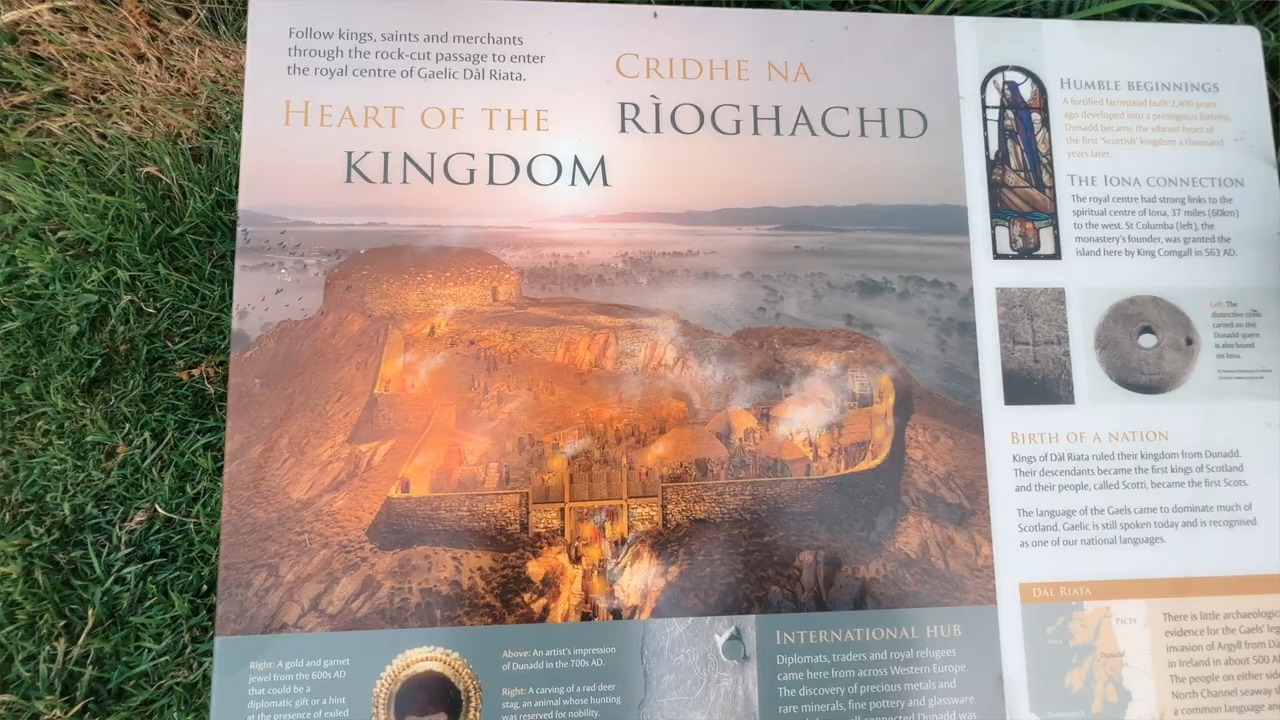 Follow kings, saints and merchants
through the rock-cut passage to enter
the royal centre of Gaelic Dàl Riata.
HEART OF THE
KINGDOM
CRIDHE NA
RÌOGHACHD
HUMBLE BEGINNINGS
A fortified farmstead built 2,400 years
ago developed into a prestigious fortress.
Dunadd became the vibrant heart of
the first 'Scottish' kingdom a thousand
years later.
THE IONA CONNECTION
The royal centre had strong links to the
spiritual centre of Iona, 37 miles (60km)
to the west. St Columba (left), the
monastery's founder, was granted the
island here by King Comgall in 563 AD.
Left: The
distinctive cross
carved on this
Dunadd quern
is also found
on Iona.
BIRTH OF A NATION
Kings of Dàl Riata ruled their kingdom from Dunadd.
Their descendants became the first kings of Scotland
and their people, called Scotti, became the first Scots.
The language of the Gaels came to dominate much of
Scotland. Gaelic is still spoken today and is recognised
as one of our national languages.
DAL RIATA
PICTS
Dunadd
There is little archaeologic
evidence for the Gaels' leg
invasion of Argyll from Da
in Ireland in about 500 A
The people on either side
North Channel seaway s
a common language an
Right: A gold and garnet
jewel from the 600s AD
that could be a
diplomatic gift or a hint
at the presence of exiled
Above: An artist's impression
of Dunadd in the 700s AD.
Right: A carving of a red deer
stag, an animal whose hunting
was reserved for nobility.
INTERNATIONAL HUB
Diplomats, traders and royal refugees
came here from across Western Europe.
The discovery of precious metals and
rare minerals, fine pottery and glassware
connected Dunadd was